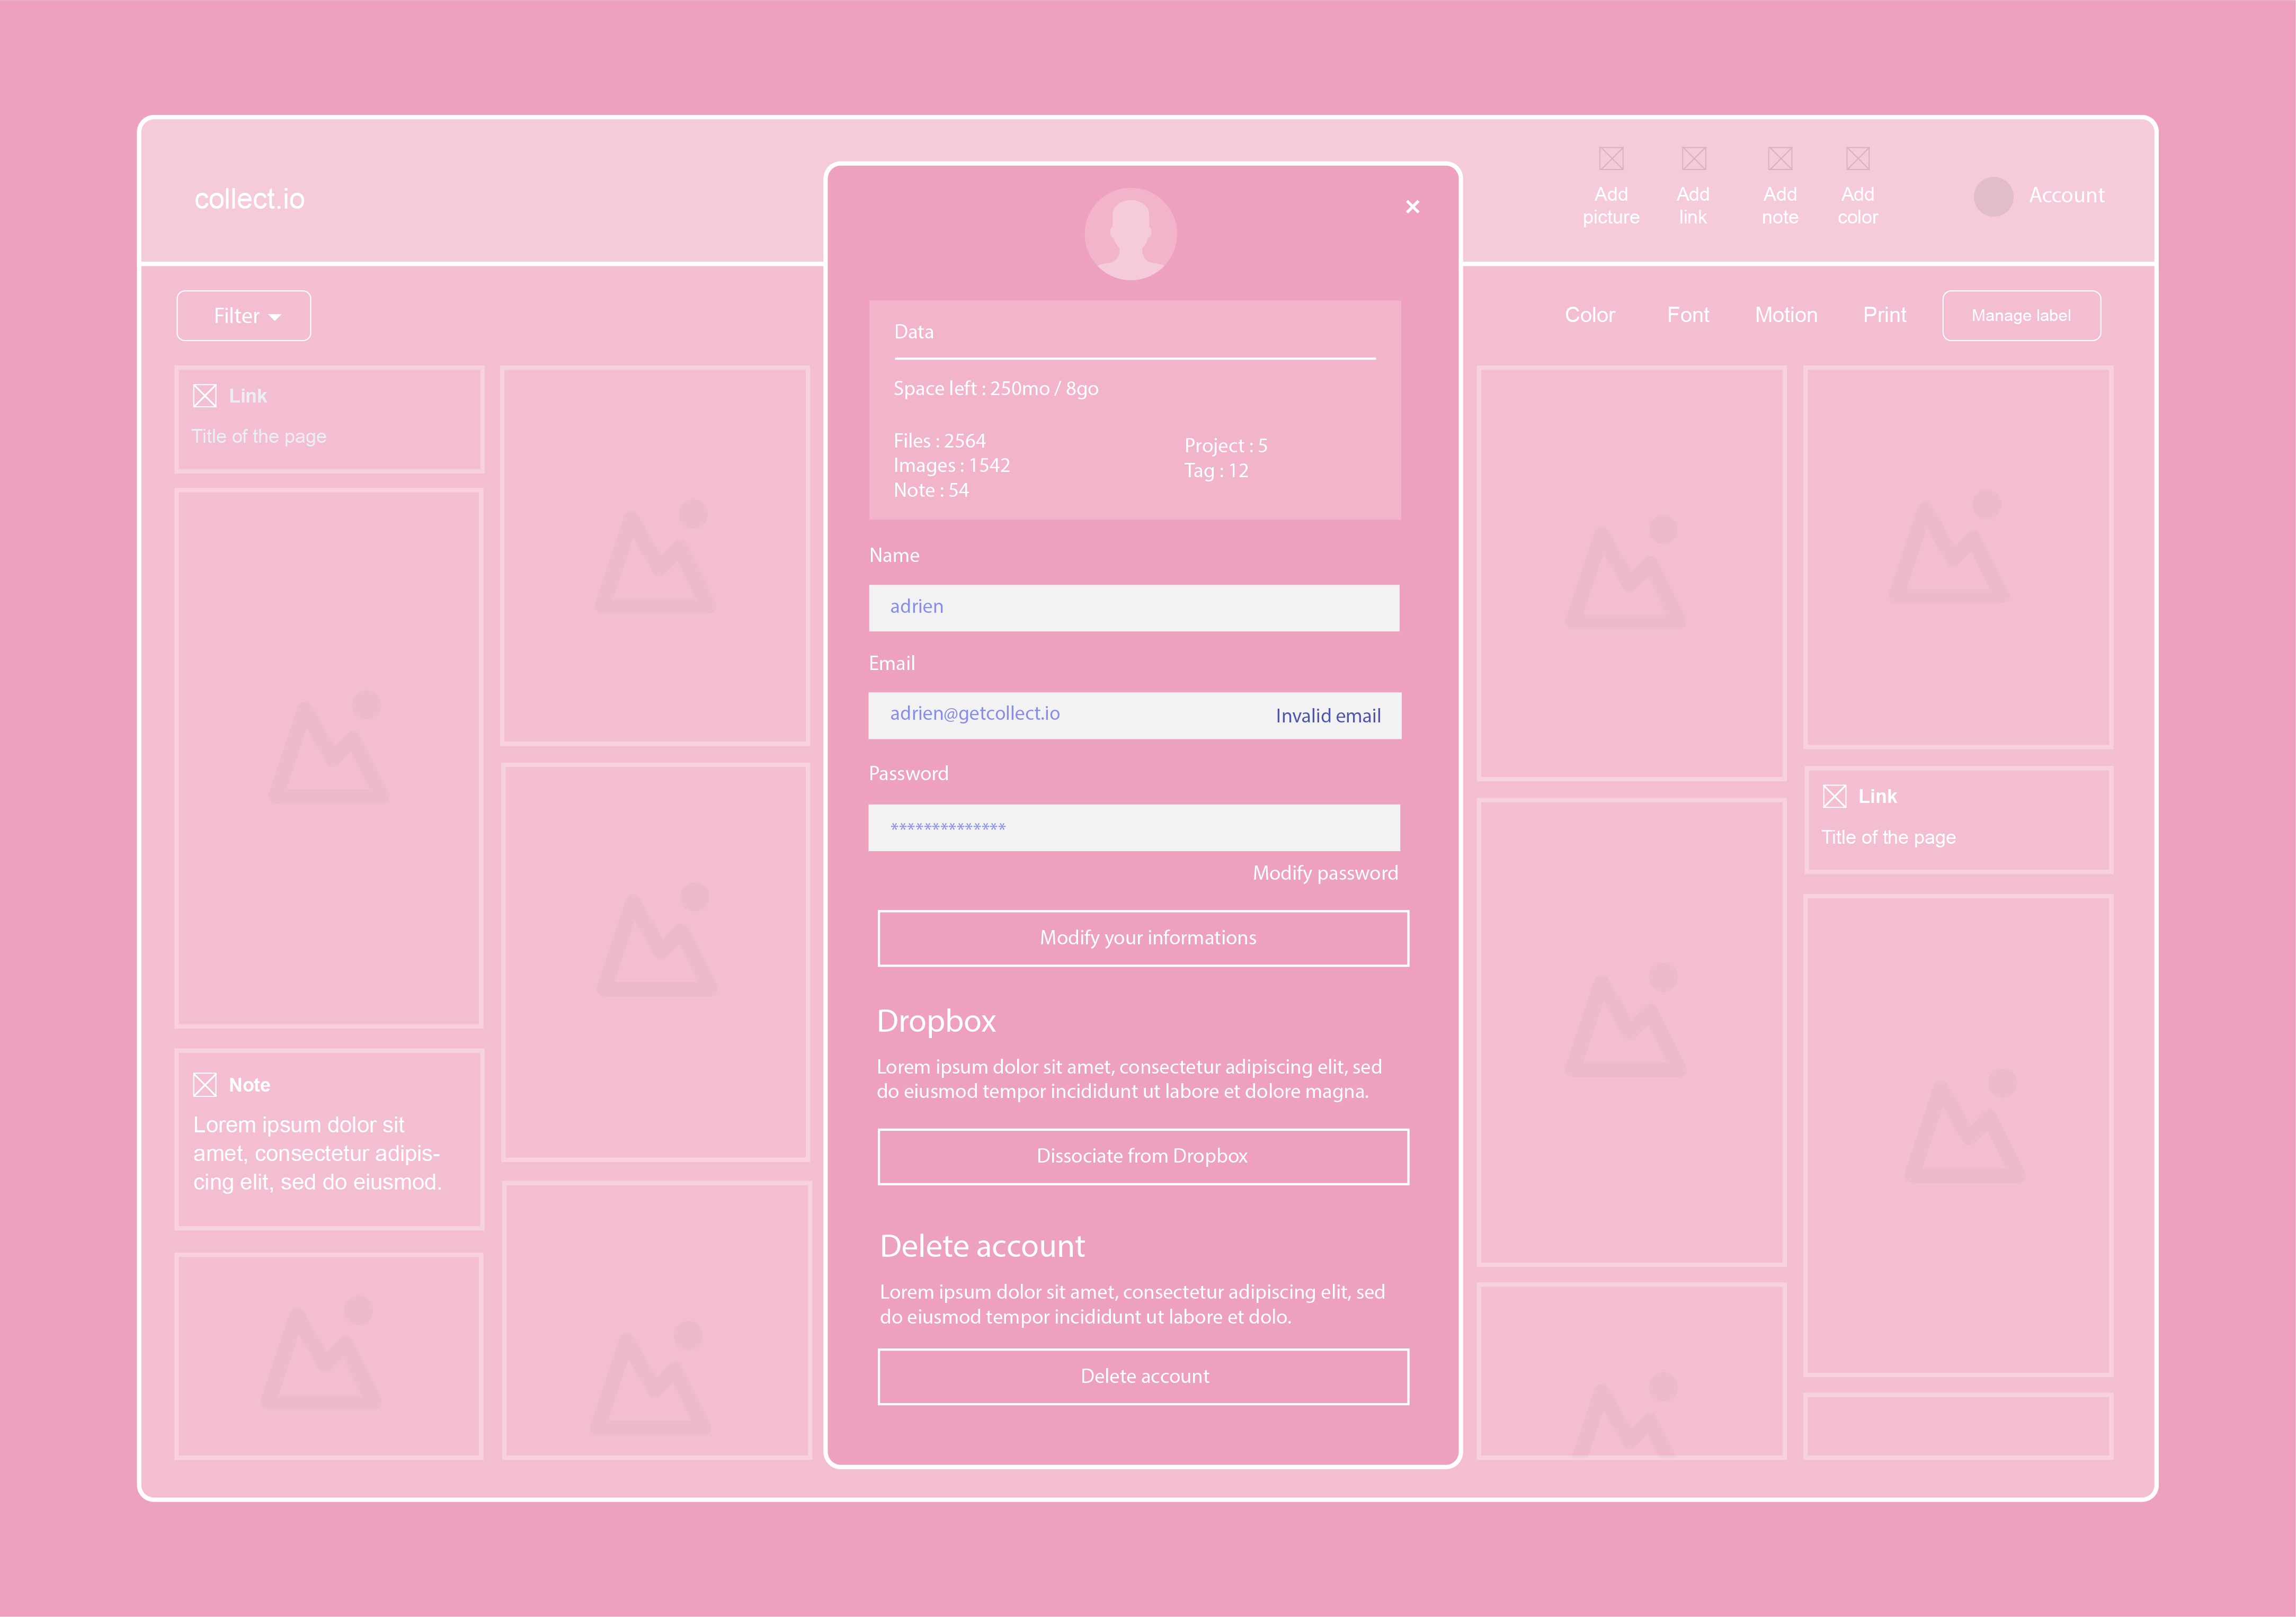 collect.io
Add
picture
Add
link
Add
note
Add
color
Account
Filter
Color
Font
Motion
Print
Manage label
Link
Title of the page
Note
Lorem ipsum dolor sit
amet, consectetur adipis-
cing elit, sed do eiusmod.
×
Data
Space left : 250mo / 8go
Files : 2564
Images : 1542
Note : 54
Project : 5
Tag : 12
Name
adrien
Email
adrien@getcollect.io
Invalid email
Password
**************
Modify password
Modify your informations
Dropbox
Lorem ipsum dolor sit amet, consectetur adipiscing elit, sed
do eiusmod tempor incididunt ut labore et dolore magna.
Dissociate from Dropbox
Delete account
Lorem ipsum dolor sit amet, consectetur adipiscing elit, sed
do eiusmod tempor incididunt ut labore et dolo.
Delete account
Link
Title of the page